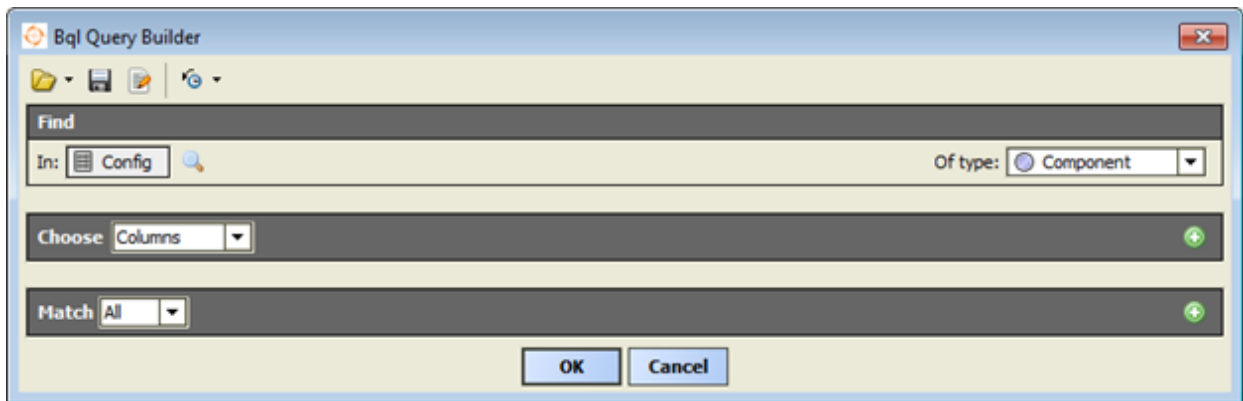 Bql Query Builder
Find
In: Config Of type: Component
Choose Columns
Match All
OK Cancel